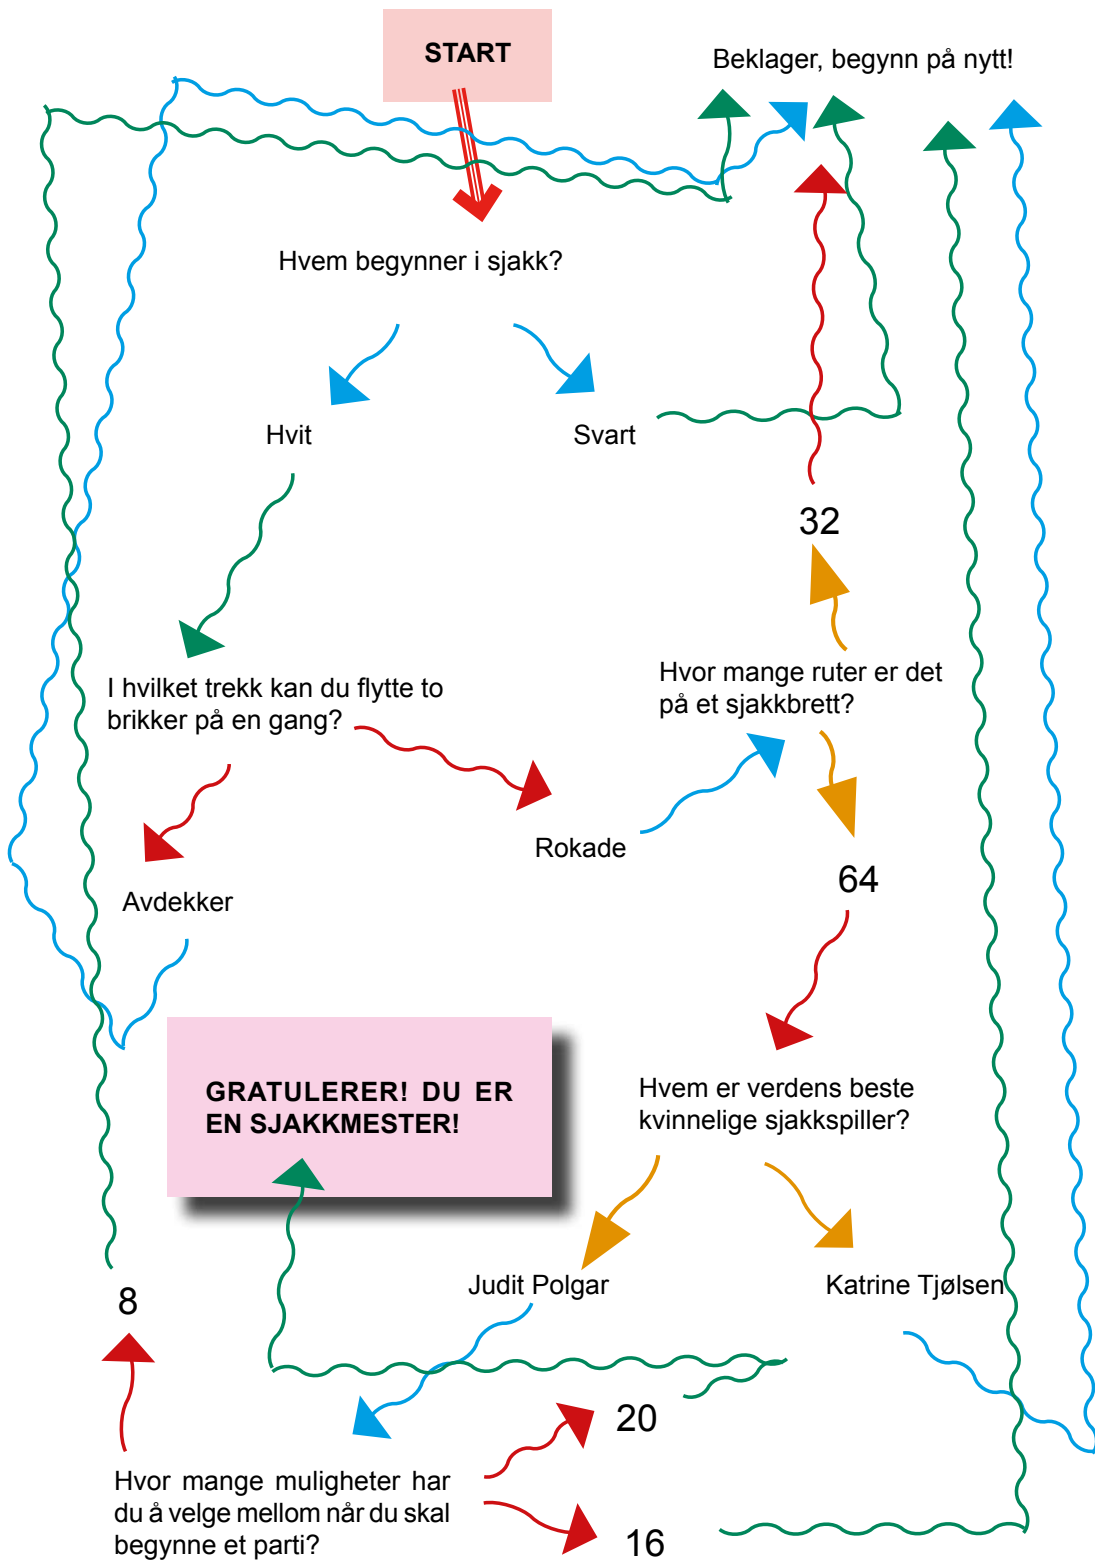 START
Beklager, begynn på nytt!
Hvem begynner i sjakk?
Hvit
Svart
32
I hvilket trekk kan du flytte to
brikker på en gang?
Hvor mange ruter er det
på et sjakkbrett?
Rokade
64
Avdekker
GRATULERER! DU ER
EN SJAKKMESTER!
Hvem er verdens beste
kvinnelige sjakkspiller?
Judit Polgar
Katrine Tjølsen
8
20
Hvor mange muligheter har
du å velge mellom når du skal
begynne et parti?
16